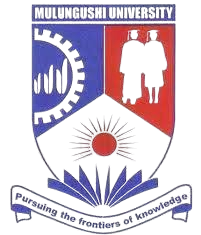 MULUNGUSHI UNIVERSITY
Pursuing the frontiers of knowledge